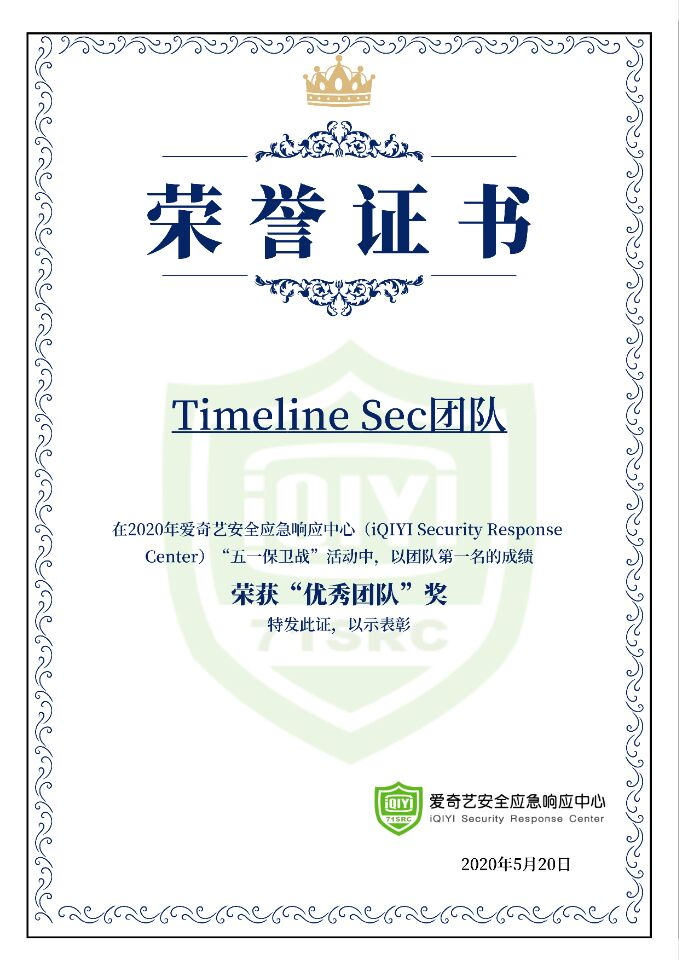 荣誉证书
Timeline Sec团队
iQIYI
在2020年爱奇艺安全应急响应中心（iQIYI Security Response
Center）“五一保卫战”活动中，以团队第一名的成绩
荣获“优秀团队”奖
特发此证，以示表彰
71SRC
iQIYI
71SRC
爱奇艺安全应急响应中心
iQIYI Security Response Center
2020年5月20日